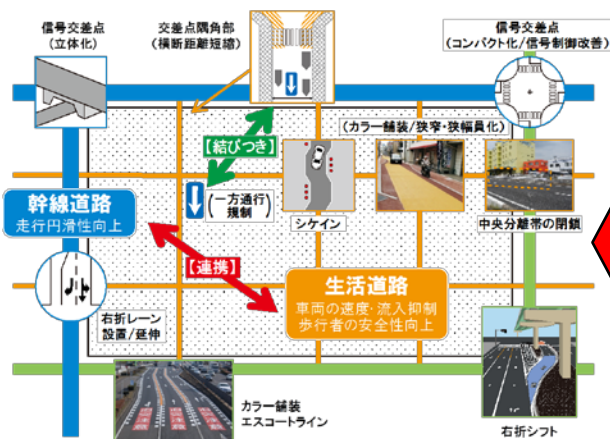 信号交差点
(立体化)
交差点隅角部
(横断距離短縮)
信号交差点
(コンパクト化/信号制御改善)
【結びつき】
(カラー舗装/狭窄・狭幅員化)
(一方通行
規制)
シケイン
中央分離帯の閉鎖
幹線道路
走行円滑性向上
【連携】
生活道路
車両の速度・流入抑制
歩行者の安全性向上
右折レーン
設置/延伸
カラー舗装
エスコートライン
右折シフト